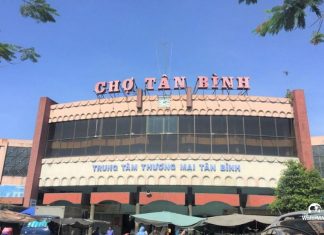 CHỢ TÂN BÌNH
TRUNG TÂM THƯƠNG MẠI TÂN BÌNH